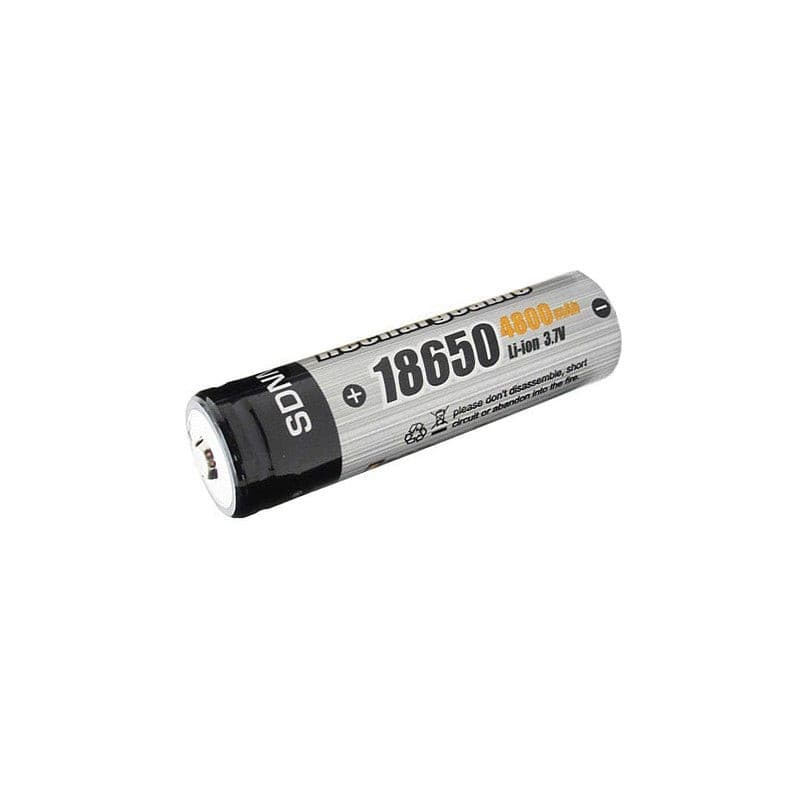 SDNM
Rechargeable
18650
4800mAh
Li-ion 3.7V
+
-
please don't disassemble, short
circuit or abandon into the fire.